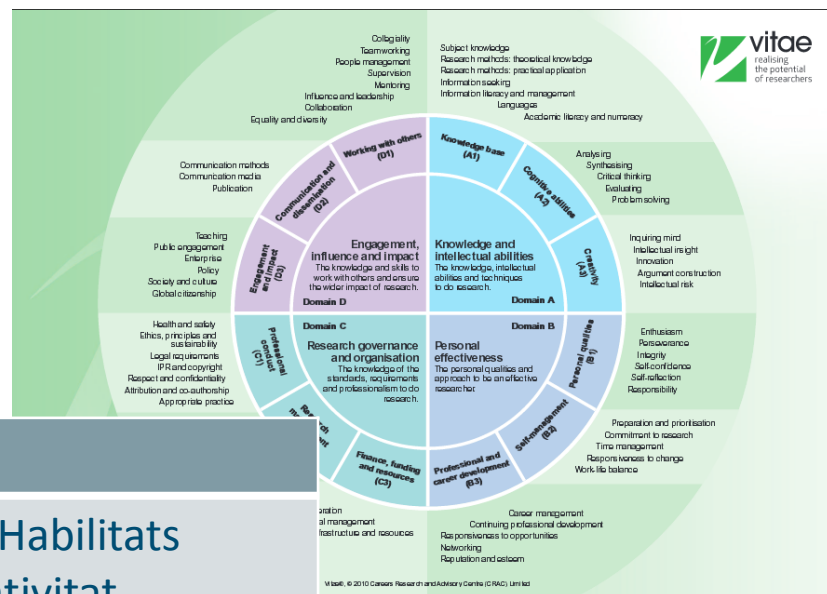 vitae
realising
the potential
of researchers
Collegiality
Teamworking
People management
Supervision
Mentoring
Influence and leadership
Collaboration
Equality and diversity
Subject knowledge
Research methods: theoretical knowledge
Research methods: practical application
Information seeking
Information literacy and management
Languages
Academic literacy and numeracy
Working with others
(D1)
Knowledge base
(A1)
Communication methods
Communication media
Publication
Communication and
dissemination
(D2)
Cognitive abilities
(A2)
Analysing
Synthesising
Critical thinking
Evaluating
Problem solving
Teaching
Public engagement
Enterprise
Policy
Society and culture
Global citizenship
Engagement
and impact
(D3)
Engagement,
influence and impact
The knowledge and skills to
work with others and ensure
the wider impact of research.
Domain D
Knowledge and
intellectual abilities
The knowledge, intellectual
abilities and techniques
to do research.
Domain A
Creativity
(A3)
Inquiring mind
Intellectual insight
Innovation
Argument construction
Intellectual risk
Health and safety
Ethics, principles and
sustainability
Legal requirements
IPR and copyright
Respect and confidentiality
Attribution and co-authorship
Appropriate practice
Professional
conduct
(C1)
Domain C
Research governance
and organisation
The knowledge of the
standards, requirements
and professionalism to do
research.
Domain B
Personal
effectiveness
The personal qualities and
approach to be an effective
researcher.
Personal qualities
(B1)
Enthusiasm
Perseverance
Integrity
Self-confidence
Self-reflection
Responsibility
Self-management
(B2)
Preparation and prioritisation
Commitment to research
Time management
Responsiveness to change
Work-life balance
Finance, funding
and resources
(C3)
Professional and
career development
(B3)
management
resources
and
Career management
Continuing professional development
Responsiveness to opportunities
Networking
Reputation and esteem
Habilitats
Vitae®, © 2010 Careers Research and Advisory Centre (CRAC) Limited